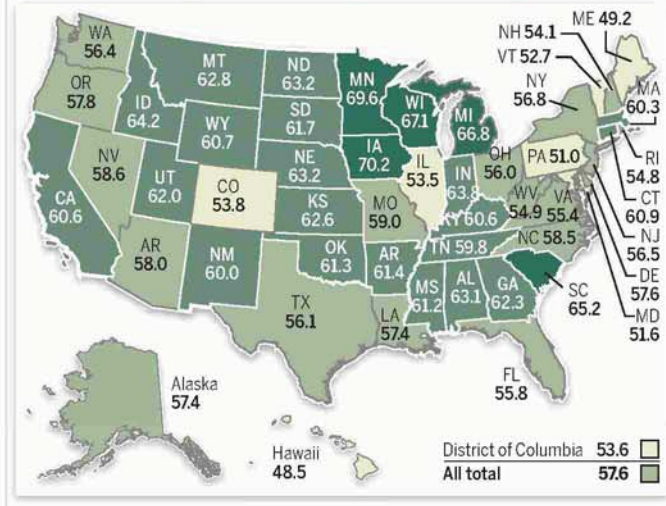 WA
56.4
OR
57.8
CA
60.6
NV
58.6
ID
64.2
MT
62.8
WY
60.7
UT
62.0
CO
53.8
AR
58.0
NM
60.0
ND
63.2
SD
61.7
NE
63.2
KS
62.6
OK
61.3
TX
56.1
MN
69.6
IA
70.2
MO
59.0
AR
61.4
LA
57.4
WI
67.1
IL
53.5
MI
66.8
IN
63.8
OH
56.0
KY 60.6
TN 59.8
MS
61.2
AL
63.1
GA
62.3
FL
55.8
SC
65.2
NC 58.5
WV
54.9
VA
55.4
PA 51.0
NY
56.8
VT 52.7
NH 54.1
ME 49.2
MA
60.3
RI
54.8
CT
60.9
NJ
56.5
DE
57.6
MD
51.6
Alaska
57.4
Hawaii
48.5
District of Columbia 53.6
All total 57.6